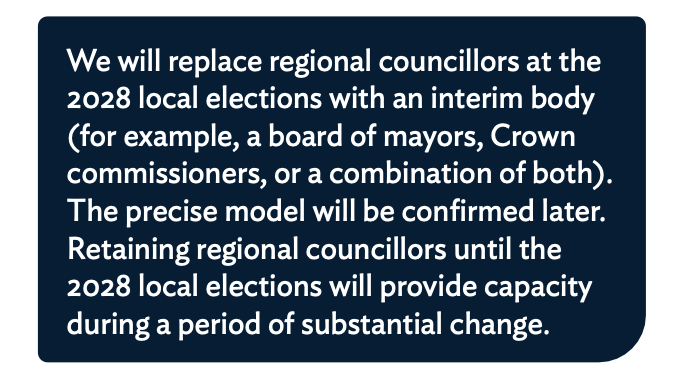 We will replace regional councillors at the
2028 local elections with an interim body
(for example, a board of mayors, Crown
commissioners, or a combination of both).
The precise model will be confirmed later.
Retaining regional councillors until the
2028 local elections will provide capacity
during a period of substantial change.